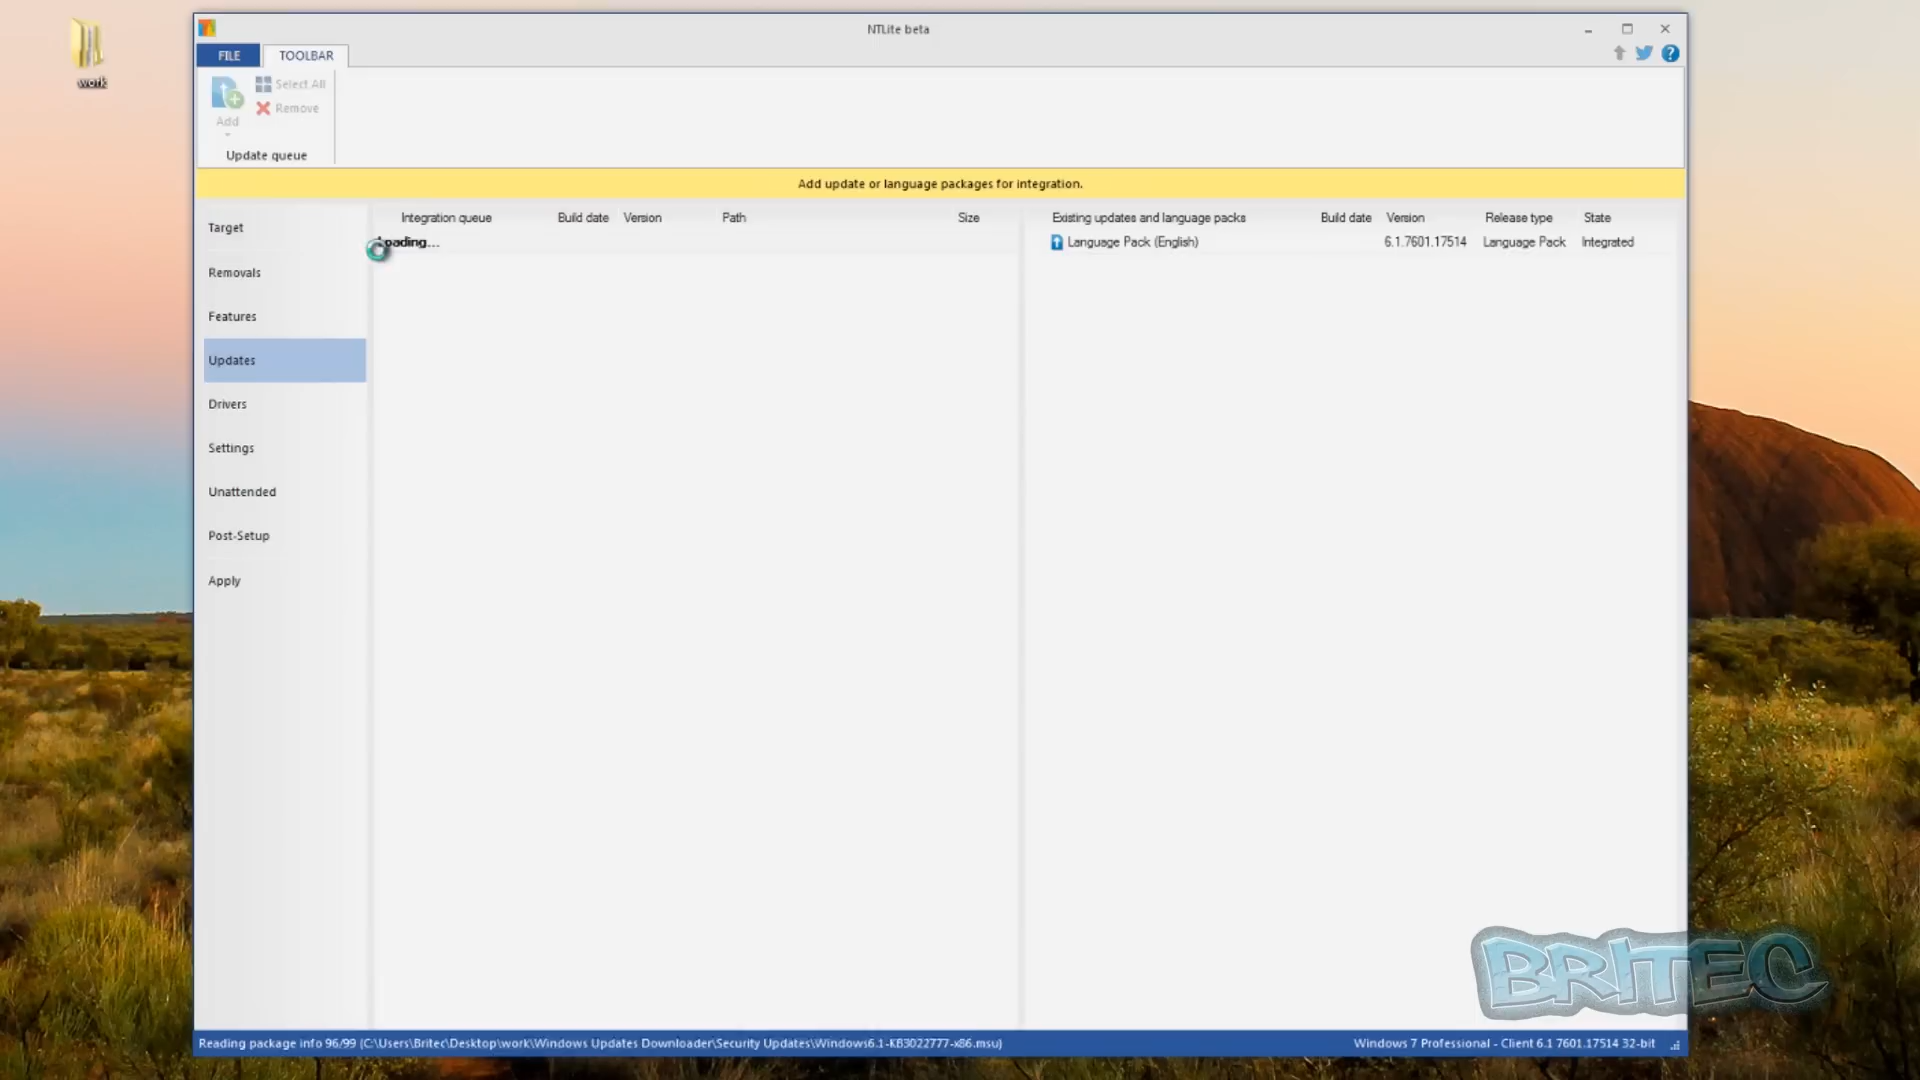 work
NTLite beta
FILE
TOOLBAR
Add
Select All
Remove
Update queue
Add update or language packages for integration.
Target
Removals
Features
Updates
Drivers
Settings
Unattended
Post-Setup
Apply
Integration queue Build date Version Path Size
Loading...
Existing updates and language packs Build date Version Release type State
Language Pack (English) 6.1.7601.17514 Language Pack Integrated
BRITEC
Reading package info 96/99 (C:\Users\Britec\Desktop\work\Windows Updates Downloader\Security Updates\Windows6.1-KB3022777-x86.msu)
Windows 7 Professional - Client 6.1 7601.17514 32-bit